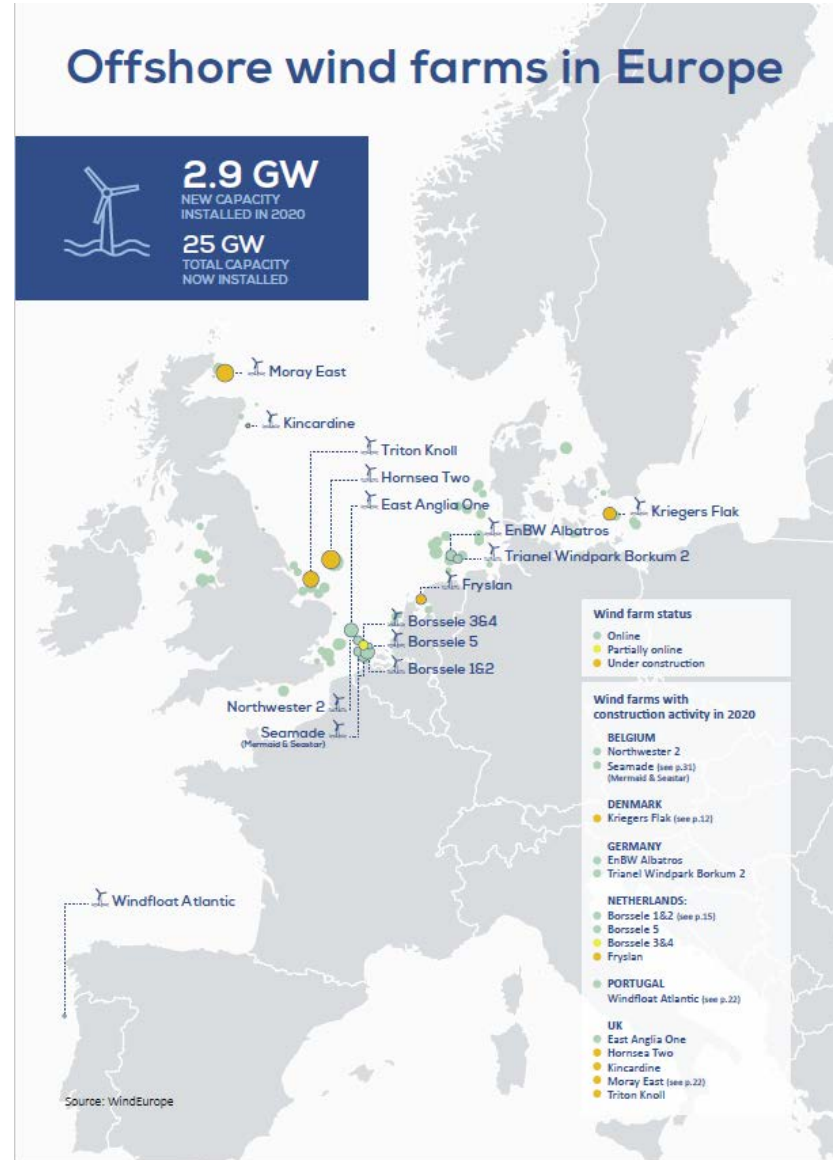 Offshore wind farms in Europe
2.9 GW
NEW CAPACITY
INSTALLED IN 2020
25 GW
TOTAL CAPACITY
NOW INSTALLED
Moray East
Kincardine
Triton Knoll
Hornsea Two
East Anglia One
Kriegers Flak
EnBW Albatros
Trianel Windpark Borkum 2
Fryslan
Borssele 3&4
Borssele 5
Borssele 1&2
Northwester 2
Seamade
(Mermaid & Seastar)
Windfloat Atlantic
Wind farm status
Online
Partially online
Under construction
Wind farms with
construction activity in 2020
BELGIUM
Northwester 2
Seamade (see p.31)
(Mermaid & Seastar)
DENMARK
Kriegers Flak (see p.12)
GERMANY
EnBW Albatros
Trianel Windpark Borkum 2
NETHERLANDS:
Borssele 1&2 (see p.15)
Borssele 5
Borssele 3&4
Fryslan
PORTUGAL
Windfloat Atlantic (see p.22)
UK
East Anglia One
Hornsea Two
Kincardine
Moray East (see p.22)
Triton Knoll
Source: WindEurope